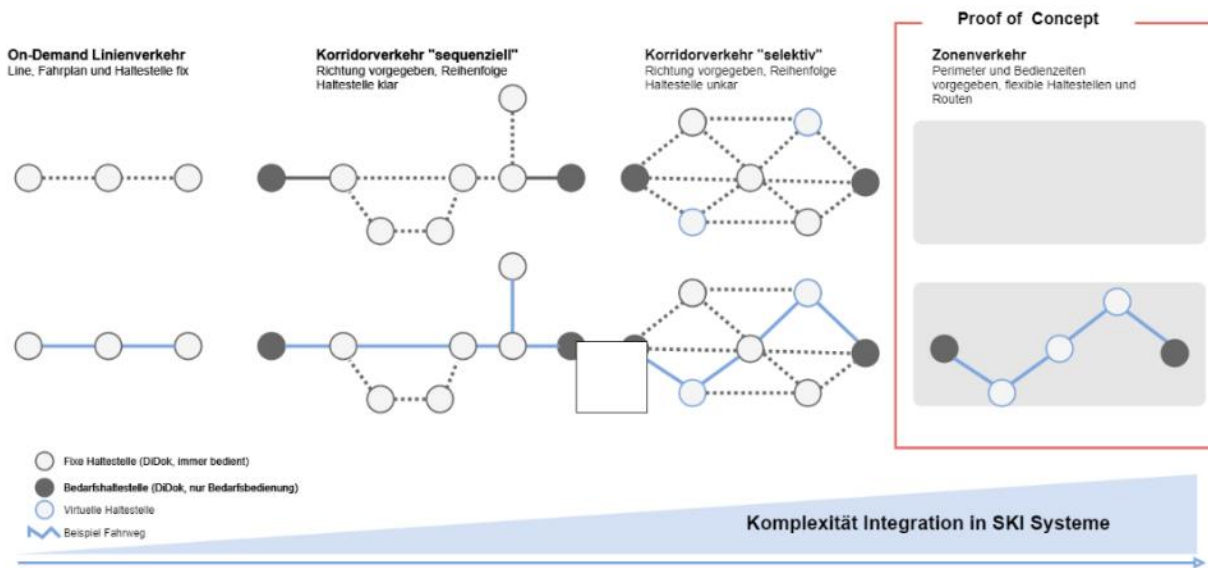 Proof of Concept
On-Demand Linienverkehr
Line, Fahrplan und Haltestelle fix
Korridorverkehr "sequenziell"
Richtung vorgegeben, Reihenfolge
Haltestelle klar
Korridorverkehr "selektiv"
Richtung vorgegeben, Reihenfolge
Haltestelle unkar
Zonenverkehr
Perimeter und Bedienzeiten
vorgegeben, flexible Haltestellen und
Routen
Fixe Haltestelle (DiDok, immer bedient)
Bedarfshaltestelle (DiDok, nur Bedarfsbedienung)
Virtuelle Haltestelle
Beispiel Fahrweg
Komplexität Integration in SKI Systeme